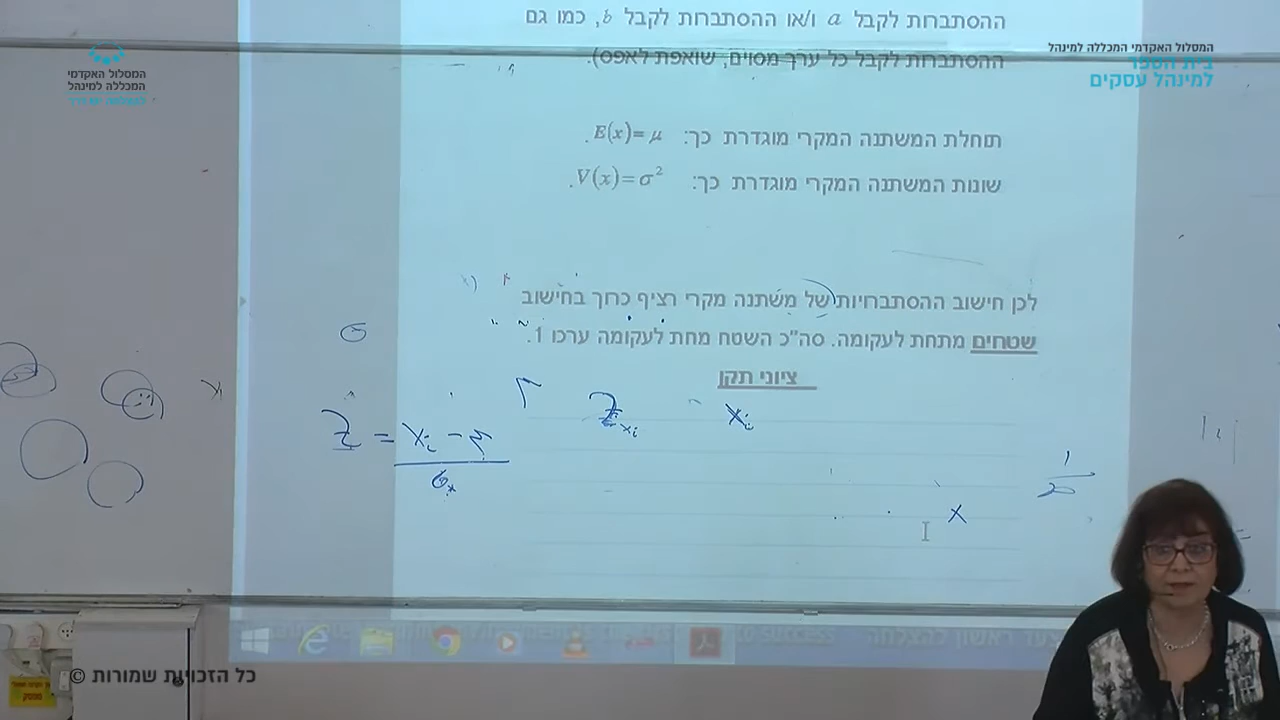 ההסתברות לקבל a ו/או ההסתברות לקבל b, כמו גם
ההסתברות לקבל כל ערך מסוים, שואפת לאפס).
המסלול האקדמי המכללה למינהל
בית הספר
למינהל עסקים
המסלול האקדמי
המכללה למינהל
תוחלת המשתנה המקרי מוגדרת כך: E(x)= μ.
שונות המשתנה המקרי מוגדרת כך: V(x)=σ².
לכן חישוב ההסתברויות של משתנה מקרי רציף כרוך בחישוב
שטחים מתחת לעקומה. סה"כ השטח מחת לעקומה ערכו 1.
ציוני תקן
Z = (xi − μ) / σx
Z xi
xi
x
כל הזכויות שמורות ©